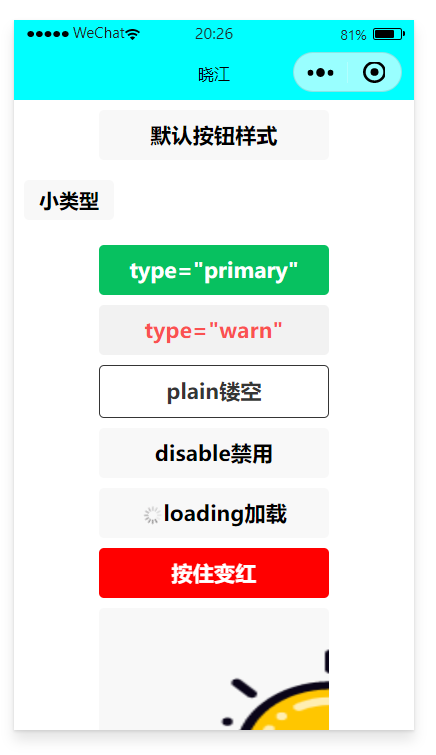 WeChat 20:26 81%
晓江
默认按钮样式
小类型
type="primary"
type="warn"
plain镂空
disable禁用
loading加载
按住变红